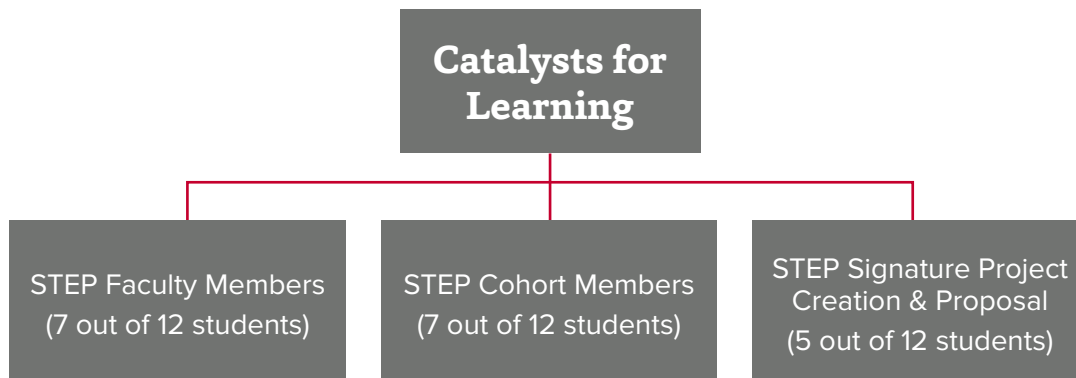 Catalysts for
Learning
STEP Faculty Members
(7 out of 12 students)
STEP Cohort Members
(7 out of 12 students)
STEP Signature Project
Creation & Proposal
(5 out of 12 students)